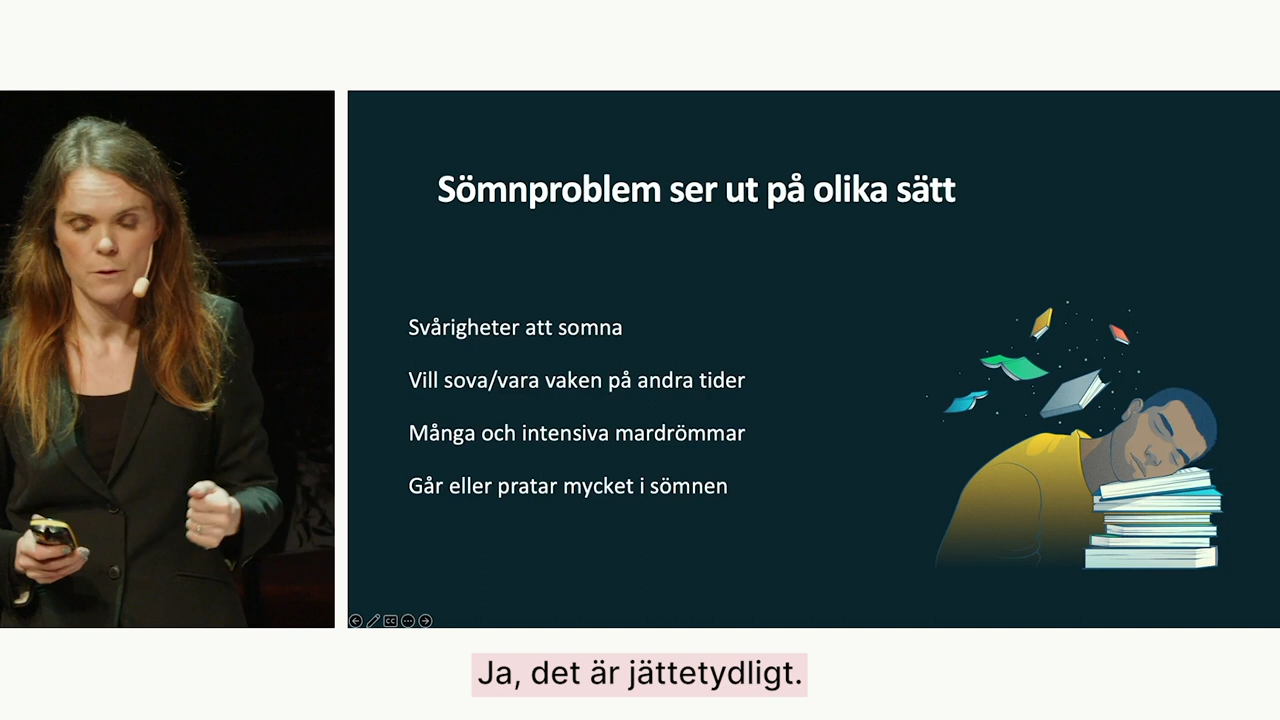 Sömnproblem ser ut på olika sätt
Svårigheter att somna
Vill sova/vara vaken på andra tider
Många och intensiva mardrömmar
Går eller pratar mycket i sömnen
CC
Ja, det är jättetydligt.